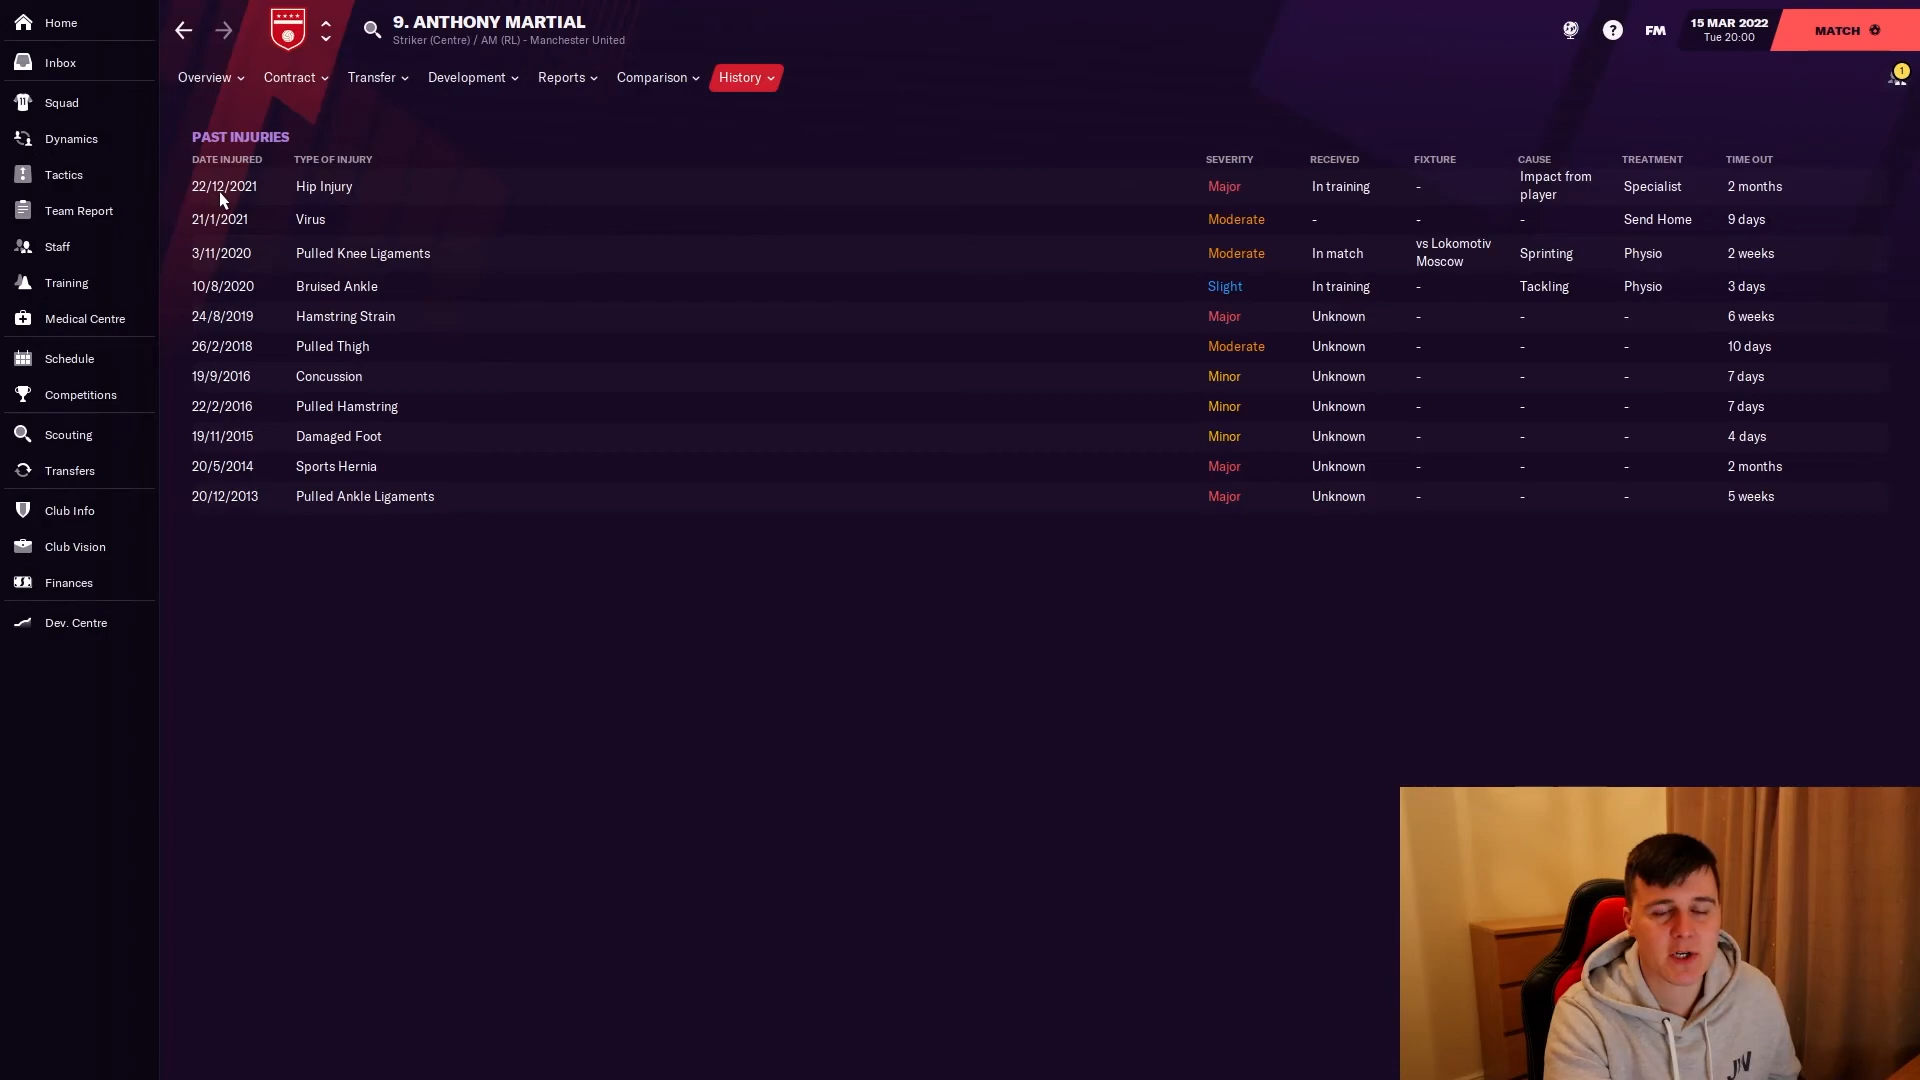 Home
Inbox
Squad
Dynamics
Tactics
Team Report
Staff
Training
Medical Centre
Schedule
Competitions
Scouting
Transfers
Club Info
Club Vision
Finances
Dev. Centre
9. ANTHONY MARTIAL
Striker (Centre) / AM (RL) - Manchester United
FM
15 MAR 2022
Tue 20:00
MATCH
Overview Contract Transfer Development Reports Comparison History
1
PAST INJURIES
DATE INJURED TYPE OF INJURY SEVERITY RECEIVED FIXTURE CAUSE TREATMENT TIME OUT
22/12/2021 Hip Injury Major In training - Impact from player Specialist 2 months
21/1/2021 Virus Moderate - - - Send Home 9 days
3/11/2020 Pulled Knee Ligaments Moderate In match vs Lokomotiv Moscow Sprinting Physio 2 weeks
10/8/2020 Bruised Ankle Slight In training - Tackling Physio 3 days
24/8/2019 Hamstring Strain Major Unknown - - - 6 weeks
26/2/2018 Pulled Thigh Moderate Unknown - - - 10 days
19/9/2016 Concussion Minor Unknown - - - 7 days
22/2/2016 Pulled Hamstring Minor Unknown - - - 7 days
19/11/2015 Damaged Foot Minor Unknown - - - 4 days
20/5/2014 Sports Hernia Major Unknown - - - 2 months
20/12/2013 Pulled Ankle Ligaments Major Unknown - - - 5 weeks